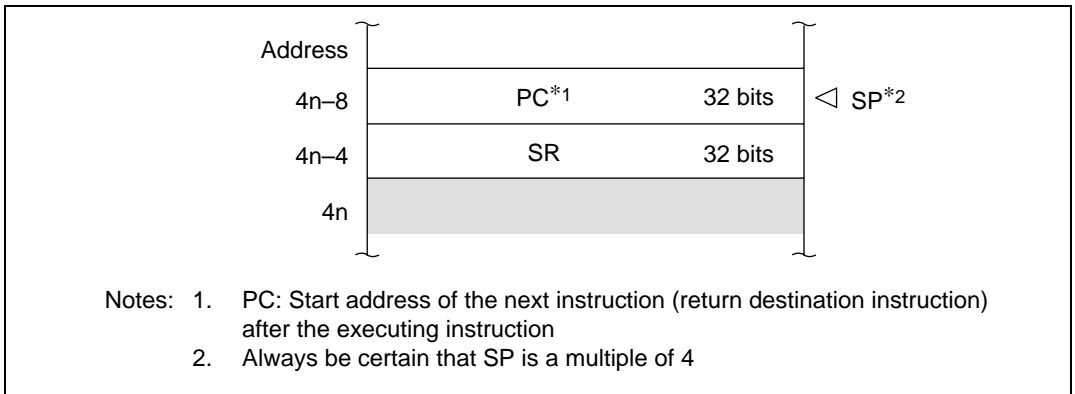 Address
4n–8 PC*1 32 bits ◁ SP*2
4n–4 SR 32 bits
4n
Notes: 1. PC: Start address of the next instruction (return destination instruction)
after the executing instruction
2. Always be certain that SP is a multiple of 4